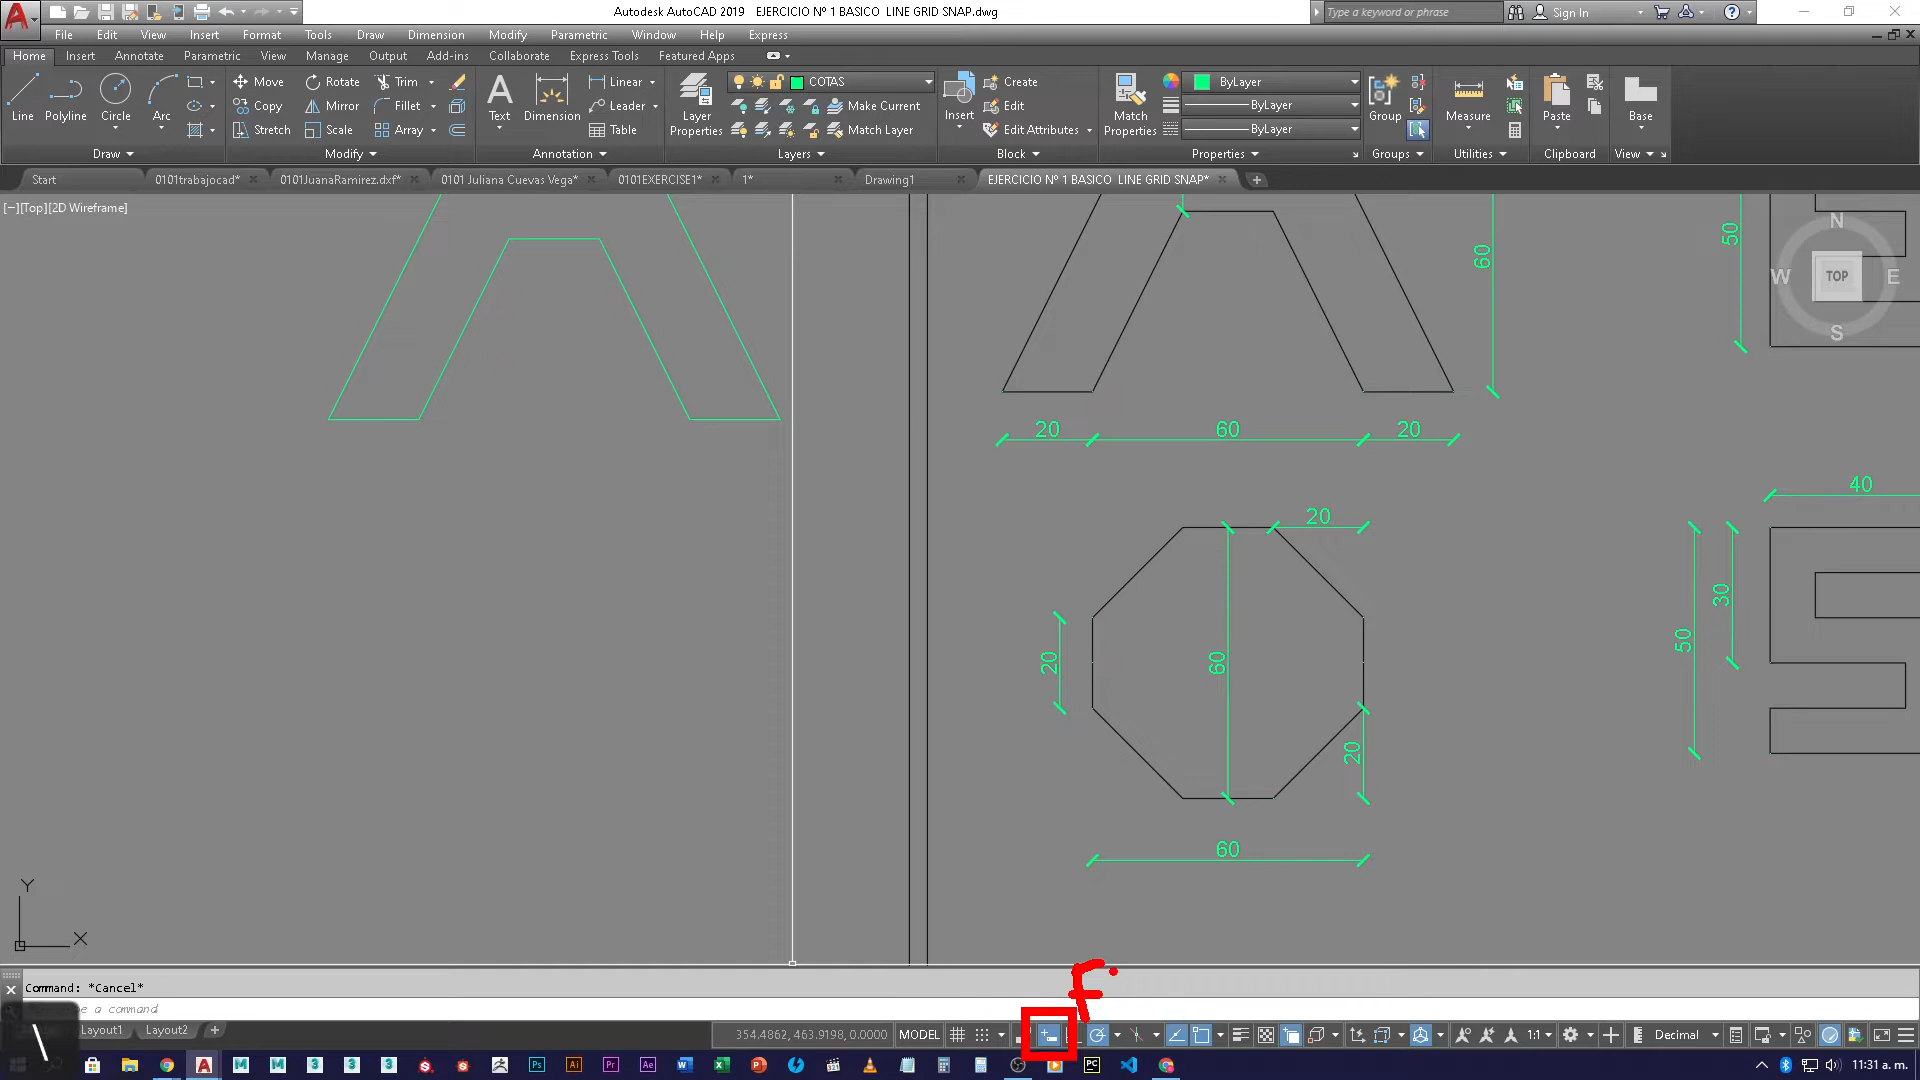 Autodesk AutoCAD 2019 EJERCICIO Nº 1 BASICO LINE GRID SNAP.dwg
Type a keyword or phrase
Sign In
File Edit View Insert Format Tools Draw Dimension Modify Parametric Window Help Express
Home Insert Annotate Parametric View Manage Output Add-ins Collaborate Express Tools Featured Apps
Move Rotate Trim Linear COTAS Create ByLayer
Copy Mirror Fillet Leader Make Current Edit ByLayer
Line Polyline Circle Arc Text Dimension Layer Properties Insert Match Properties Group Measure Paste Base
Stretch Scale Array Table Match Layer Edit Attributes ByLayer
Draw Modify Annotation Layers Block Properties Groups Utilities Clipboard View
Start 0101trabajocad* 0101JuanaRamirez.dxf* 0101 Juliana Cuevas Vega* 0101EXERCISE1* 1* Drawing1 EJERCICIO Nº 1 BASICO LINE GRID SNAP*
[−][Top][2D Wireframe]
N
W TOP E
S
50
60
20 60 20
40
20
30
50
20 60
20
60
Y
X
F
Command: *Cancel*
a command
Layout1 Layout2 + 354.4862, 463.9198, 0.0000 MODEL 1:1 Decimal
\
11:31 a. m.